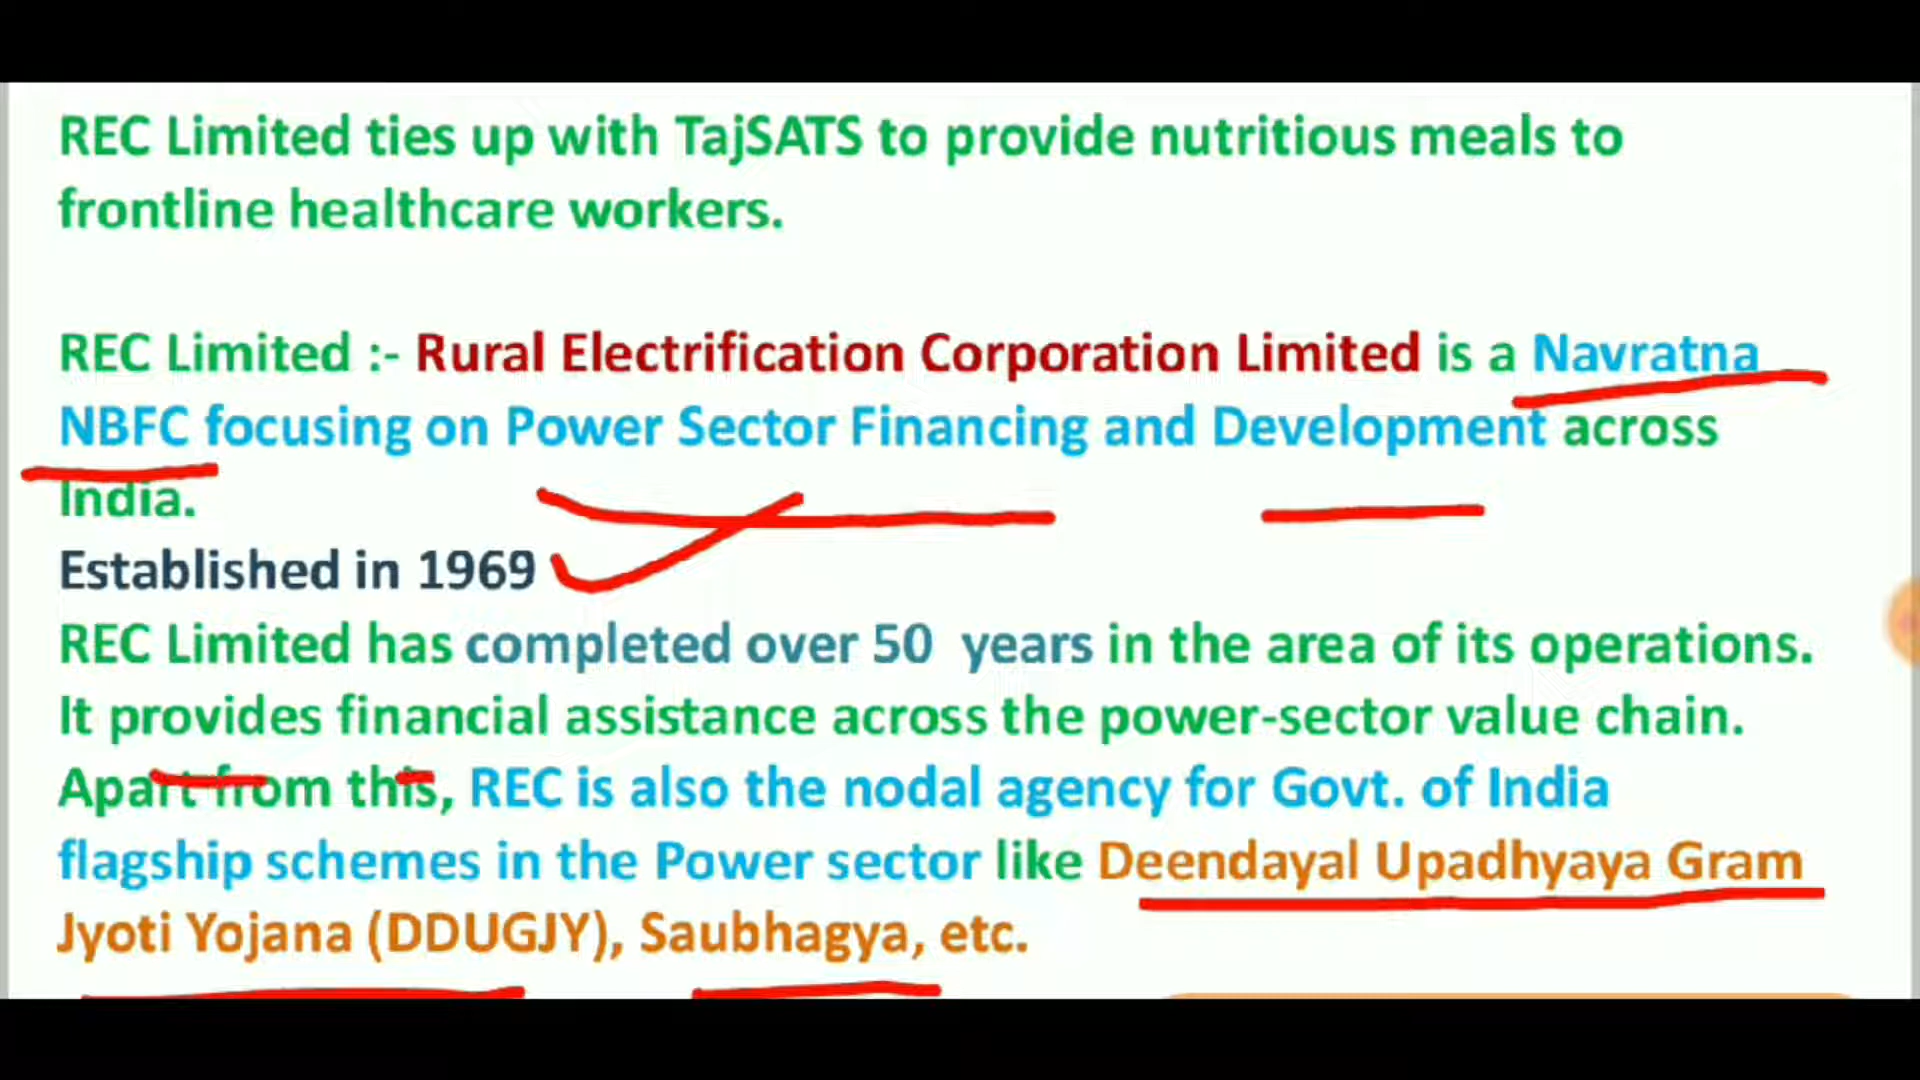 REC Limited ties up with TajSATS to provide nutritious meals to
frontline healthcare workers.
REC Limited :- Rural Electrification Corporation Limited is a Navratna
NBFC focusing on Power Sector Financing and Development across
India.
Established in 1969
REC Limited has completed over 50 years in the area of its operations.
It provides financial assistance across the power-sector value chain.
Apart from this, REC is also the nodal agency for Govt. of India
flagship schemes in the Power sector like Deendayal Upadhyaya Gram
Jyoti Yojana (DDUGJY), Saubhagya, etc.